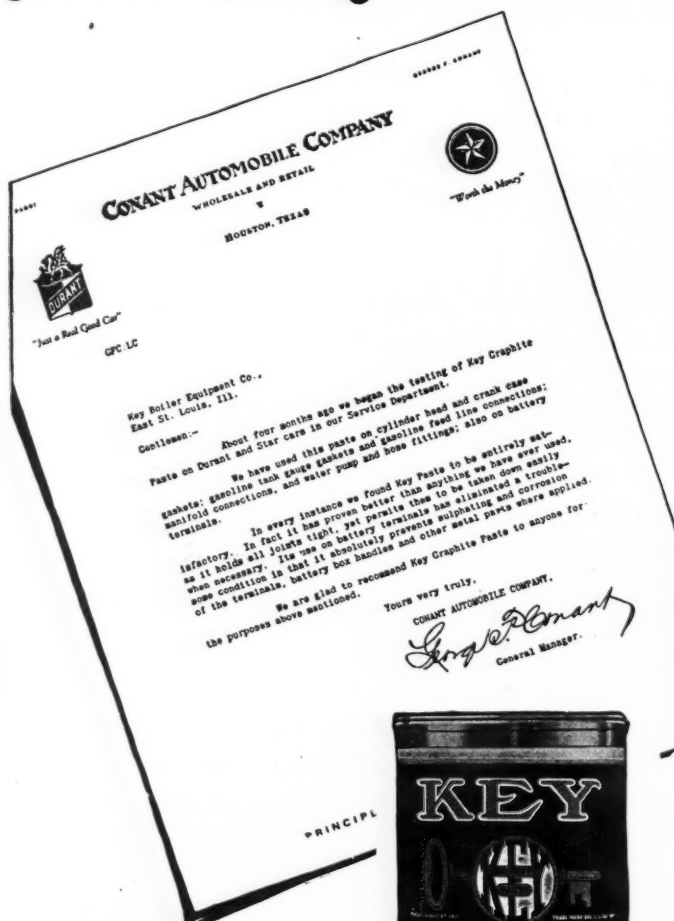 GEORGE F. CONANT
CONANT AUTOMOBILE COMPANY
WHOLESALE AND RETAIL
HOUSTON, TEXAS
DURANT
"Just a Real Good Car"
"Worth the Money"
GFC:LC
Key Boiler Equipment Co.,
East St. Louis, Ill.
Gentlemen:-
About four months ago we began the testing of Key Graphite
Paste on Durant and Star cars in our Service Department.
We have used this paste on cylinder head and crank case
gaskets; gasoline tank gauge gaskets and gasoline feed line connections;
manifold connections, and water pump and hose fittings; also on battery
terminals.
In every instance we found Key Paste to be entirely sat-
isfactory. In fact it has proven better than anything we have ever used,
as it holds all joints tight, yet permits them to be taken down easily
when necessary. Its use on battery terminals has eliminated a trouble-
some condition in that it absolutely prevents sulphating and corrosion
of the terminals, battery box handles and other metal parts where applied.
We are glad to recommend Key Graphite Paste to anyone for
the purposes above mentioned.
Yours very truly,
CONANT AUTOMOBILE COMPANY.
George F. Conant
General Manager.
PRINCIPL
KEY